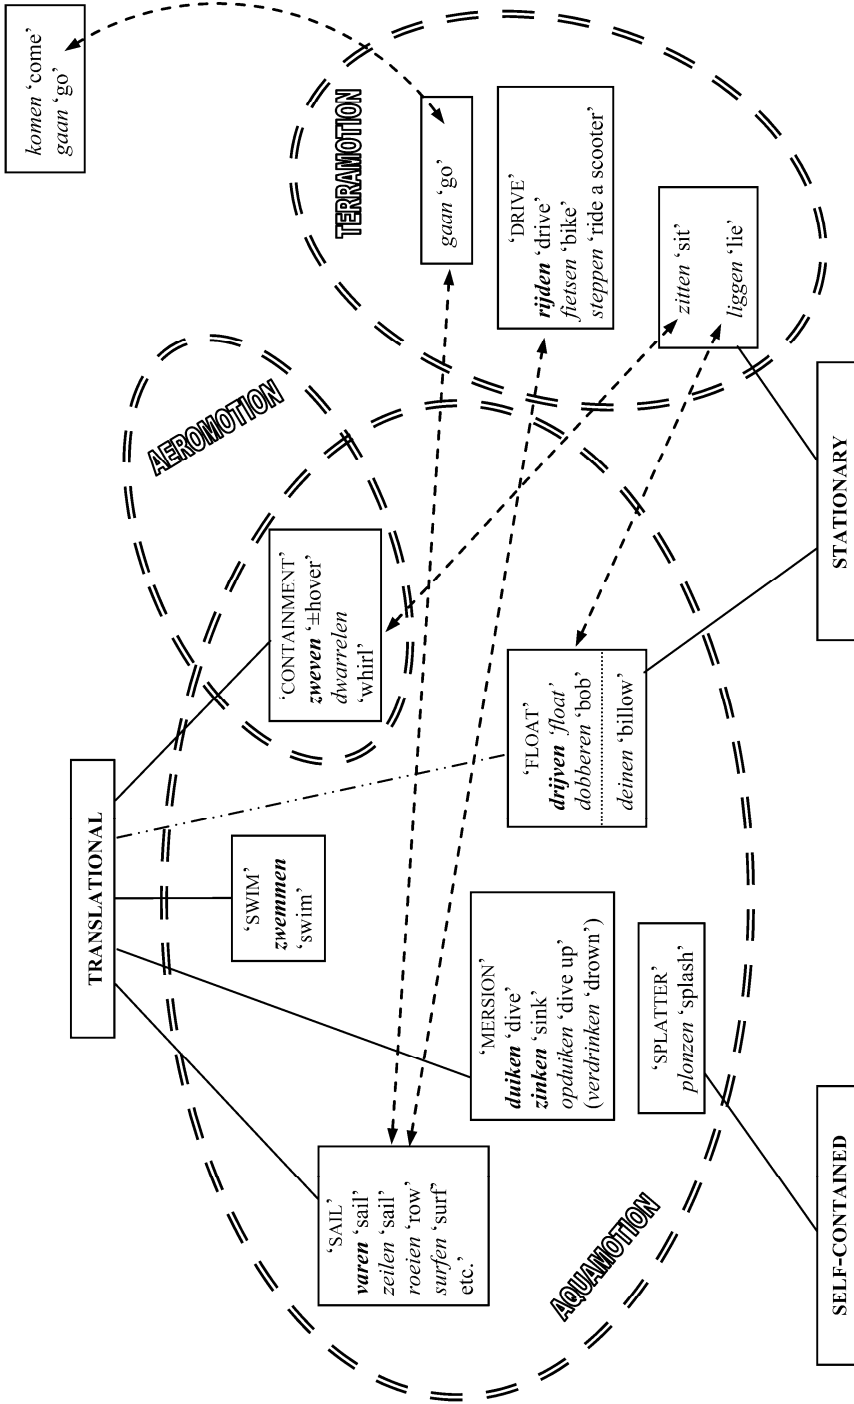 TRANSLATIONAL
‘SAIL’
varen ‘sail’
zeilen ‘sail’
roeien ‘row’
surfen ‘surf’
etc.’
‘SWIM’
zwemmen
‘swim’
‘CONTAINMENT’
zweven ‘±hover’
dwarrelen
‘whirl’
AEROMOTION
komen ‘come’
gaan ‘go’
TERRAMOTION
gaan ‘go’
‘DRIVE’
rijden ‘drive’
fietsen ‘bike’
steppen ‘ride a scooter’
‘MERSION’
duiken ‘dive’
zinken ‘sink’
opduiken ‘dive up’
(verdrinken ‘drown’)
‘FLOAT’
drijven ‘float’
dobberen ‘bob’
deinen ‘billow’
zitten ‘sit’
liggen ‘lie’
AQUAMOTION
‘SPLATTER’
plonzen ‘splash’
SELF-CONTAINED
STATIONARY